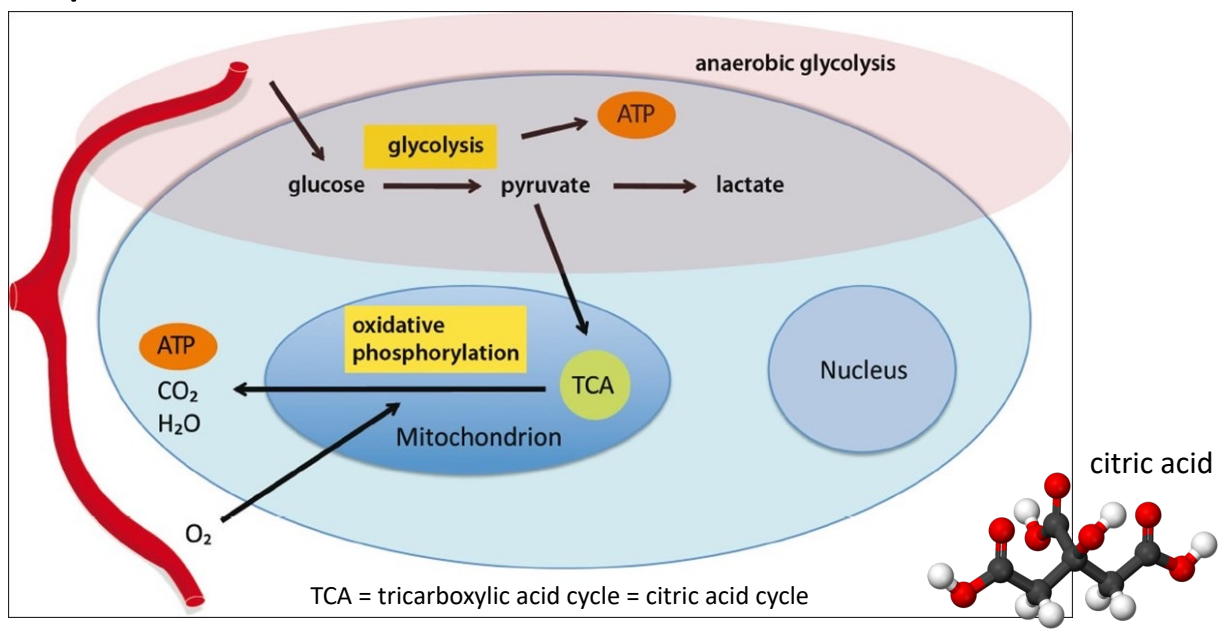 anaerobic glycolysis
ATP
glycolysis
glucose
pyruvate
lactate
oxidative
phosphorylation
ATP
CO₂
H₂O
TCA
Nucleus
Mitochondrion
citric acid
O₂
TCA = tricarboxylic acid cycle = citric acid cycle